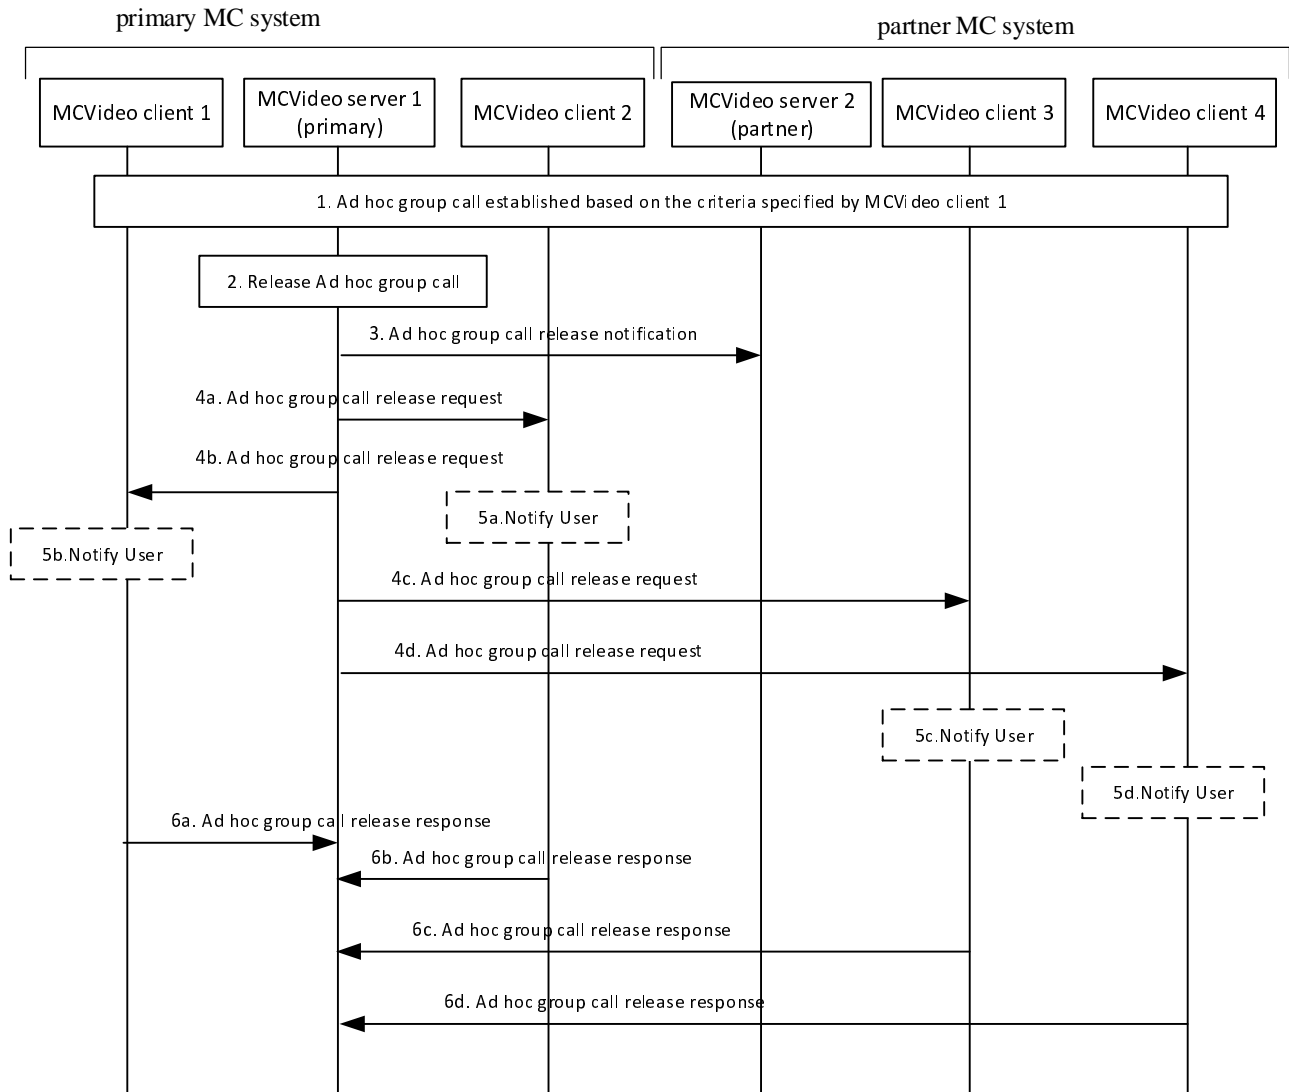 primary MC system
partner MC system
MCVideo client 1
MCVideo server 1
(primary)
MCVideo client 2
MCVideo server 2
(partner)
MCVideo client 3
MCVideo client 4
1. Ad hoc group call established based on the criteria specified by MCVideo client 1
2. Release Ad hoc group call
3. Ad hoc group call release notification
4a. Ad hoc group call release request
4b. Ad hoc group call release request
5a.Notify User
5b.Notify User
4c. Ad hoc group call release request
4d. Ad hoc group call release request
5c.Notify User
5d.Notify User
6a. Ad hoc group call release response
6b. Ad hoc group call release response
6c. Ad hoc group call release response
6d. Ad hoc group call release response